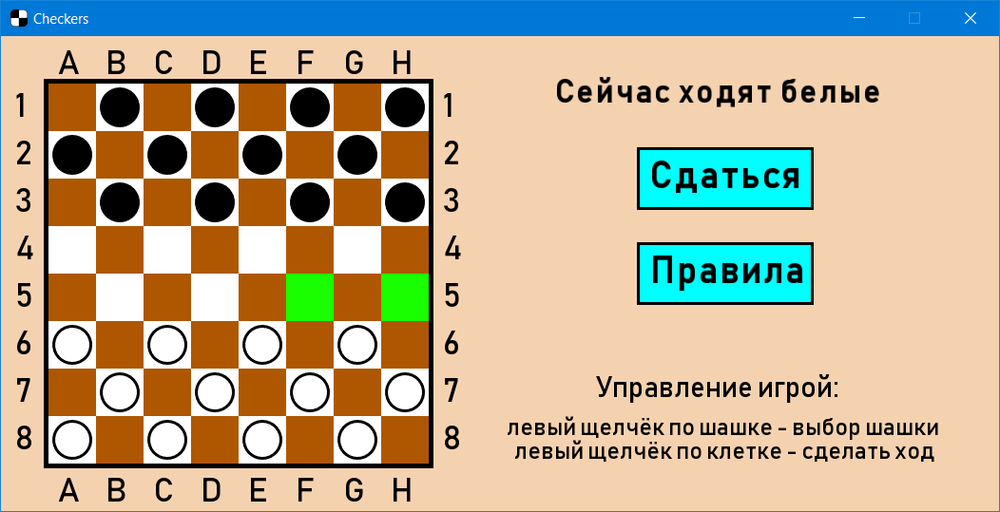 Checkers
A B C D E F G H
1 1
2 2
3 3
4 4
5 5
6 6
7 7
8 8
A B C D E F G H
Сейчас ходят белые
Сдаться
Правила
Управление игрой:
левый щелчёк по шашке - выбор шашки
левый щелчёк по клетке - сделать ход